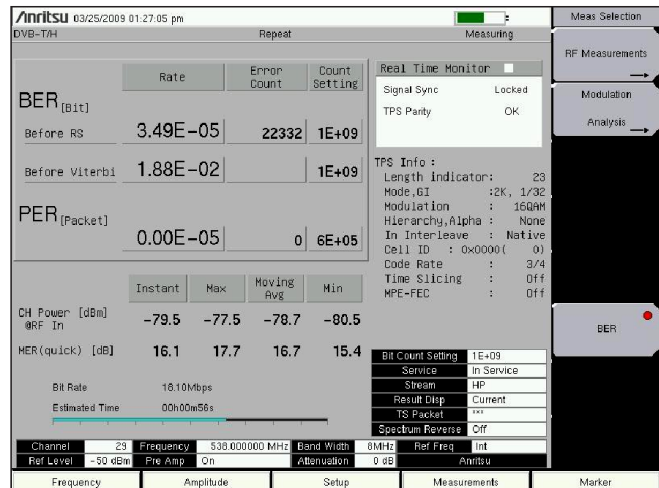 Anritsu 03/25/2009 01:27:05 pm
DVB-T/H Repeat Measuring
Meas Selection
RF Measurements
Modulation
Analysis
BER
Rate Error Count Count Setting
BER [Bit]
Before RS 3.49E-05 22332 1E+09
Before Viterbi 1.88E-02 1E+09
PER [Packet]
0.00E-05 0 6E+05
Real Time Monitor
Signal Sync Locked
TPS Parity OK
TPS Info :
Length indicator: 23
Mode,GI :2K, 1/32
Modulation : 16QAM
Hierarchy,Alpha : None
In Interleave : Native
Cell ID : 0x0000( 0)
Code Rate : 3/4
Time Slicing : Off
MPE-FEC : Off
Instant Max Moving Avg Min
CH Power [dBm] @RF In -79.5 -77.5 -78.7 -80.5
MER(quick) [dB] 16.1 17.7 16.7 15.4
Bit Rate 18.10Mbps
Estimated Time 00h00m56s
Bit Count Setting 1E+09
Service In Service
Stream HP
Result Disp Current
TS Packet ***
Spectrum Reverse Off
Channel 29 Frequency 538.000000 MHz Band Width 8MHz Ref Freq Int
Ref Level -50 dBm Pre Amp On Attenuation 0 dB Anritsu
Frequency Amplitude Setup Measurements Marker